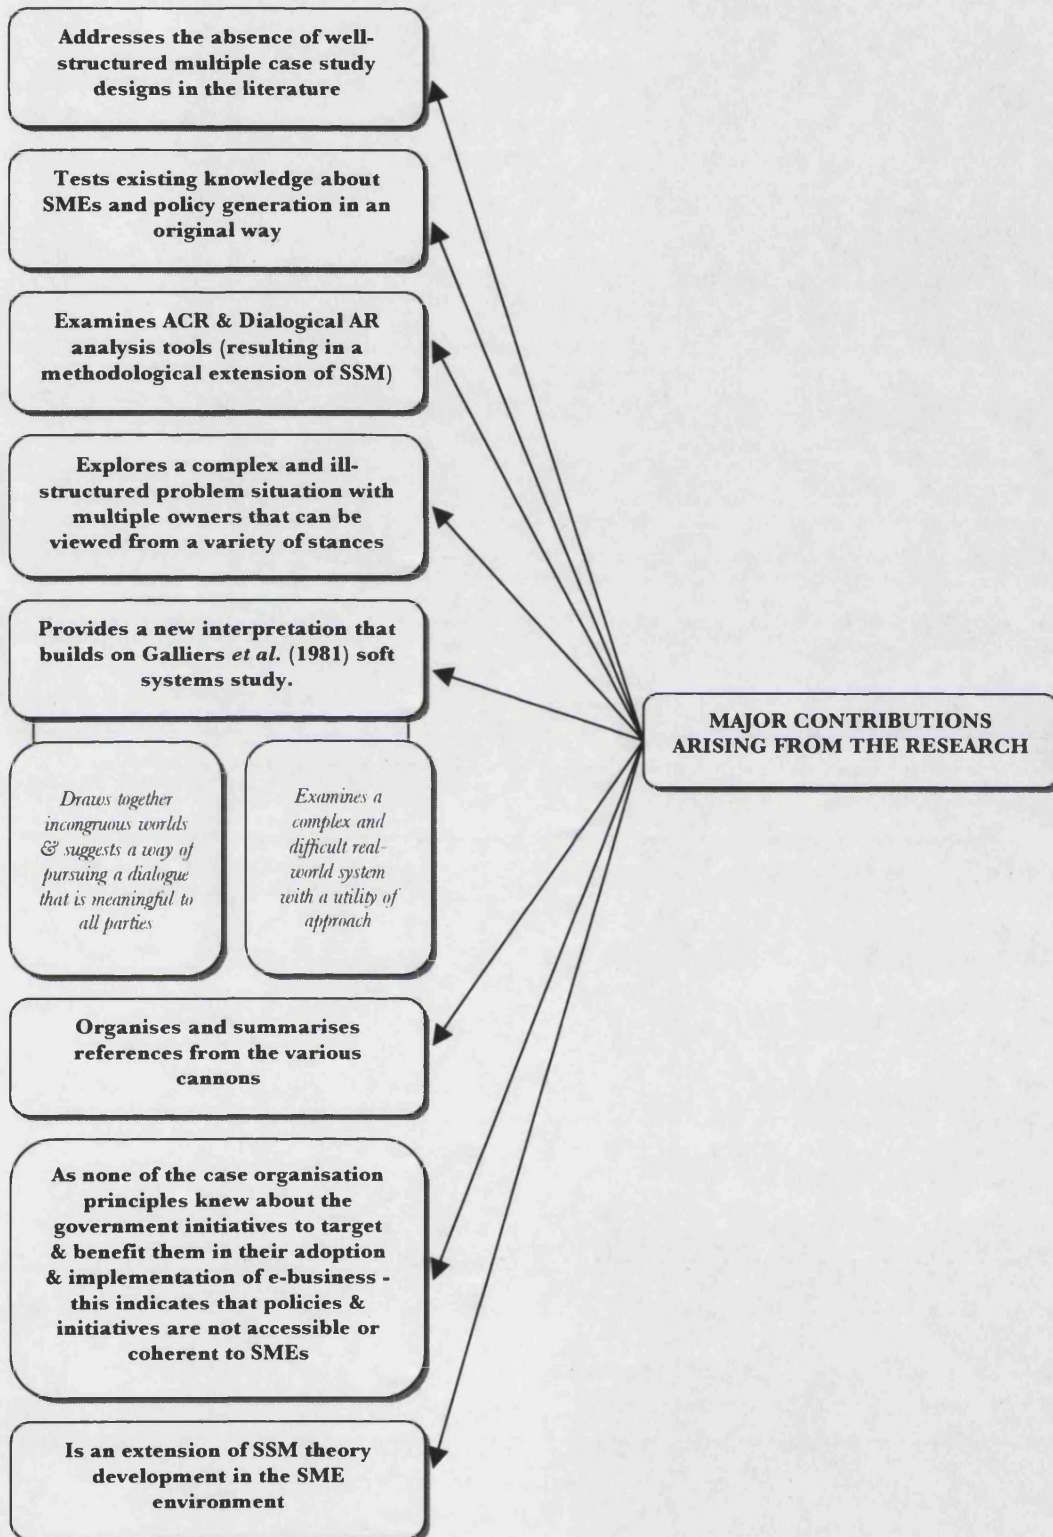 Addresses the absence of well-
structured multiple case study
designs in the literature
Tests existing knowledge about
SMEs and policy generation in an
original way
Examines ACR & Dialogical AR
analysis tools (resulting in a
methodological extension of SSM)
Explores a complex and ill-
structured problem situation with
multiple owners that can be
viewed from a variety of stances
Provides a new interpretation that
builds on Galliers et al. (1981) soft
systems study.
Draws together
incongruous worlds
& suggests a way of
pursuing a dialogue
that is meaningful to
all parties
Examines a
complex and
difficult real-
world system
with a utility of
approach
Organises and summarises
references from the various
cannons
As none of the case organisation
principles knew about the
government initiatives to target
& benefit them in their adoption
& implementation of e-business -
this indicates that policies &
initiatives are not accessible or
coherent to SMEs
Is an extension of SSM theory
development in the SME
environment
MAJOR CONTRIBUTIONS
ARISING FROM THE RESEARCH